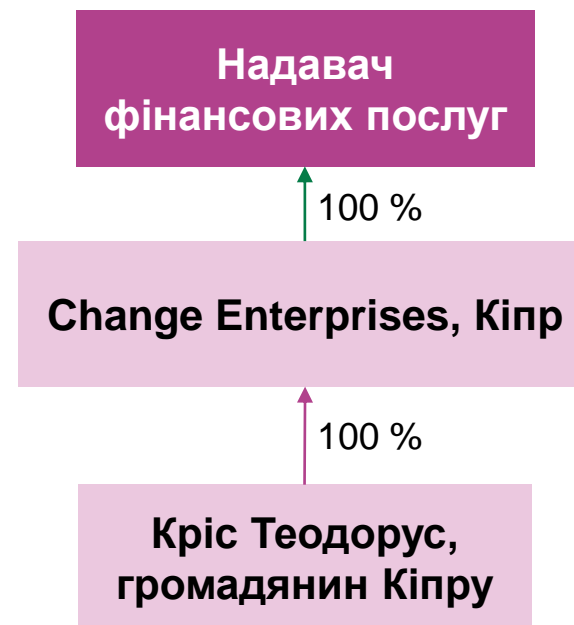 Надавач
фінансових послуг
100 %
Change Enterprises, Кіпр
100 %
Кріс Теодорус,
громадянин Кіпру